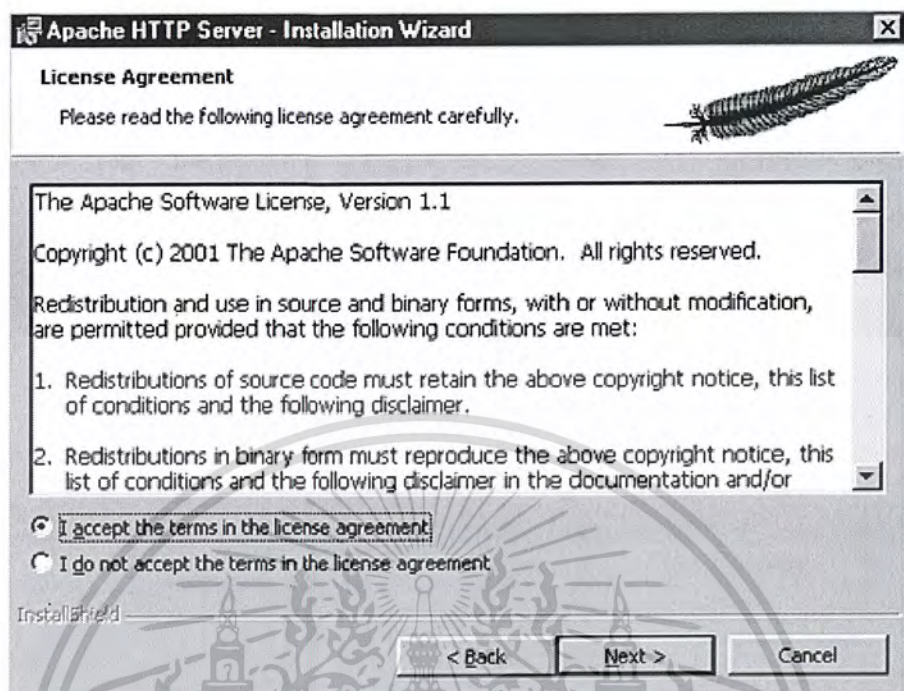 Apache HTTP Server - Installation Wizard
License Agreement
Please read the following license agreement carefully.
The Apache Software License, Version 1.1
Copyright (c) 2001 The Apache Software Foundation.  All rights reserved.
Redistribution and use in source and binary forms, with or without modification,
are permitted provided that the following conditions are met:
1. Redistributions of source code must retain the above copyright notice, this list
of conditions and the following disclaimer.
2. Redistributions in binary form must reproduce the above copyright notice, this
list of conditions and the following disclaimer in the documentation and/or
I accept the terms in the license agreement
I do not accept the terms in the license agreement
InstallShield
< Back
Next >
Cancel